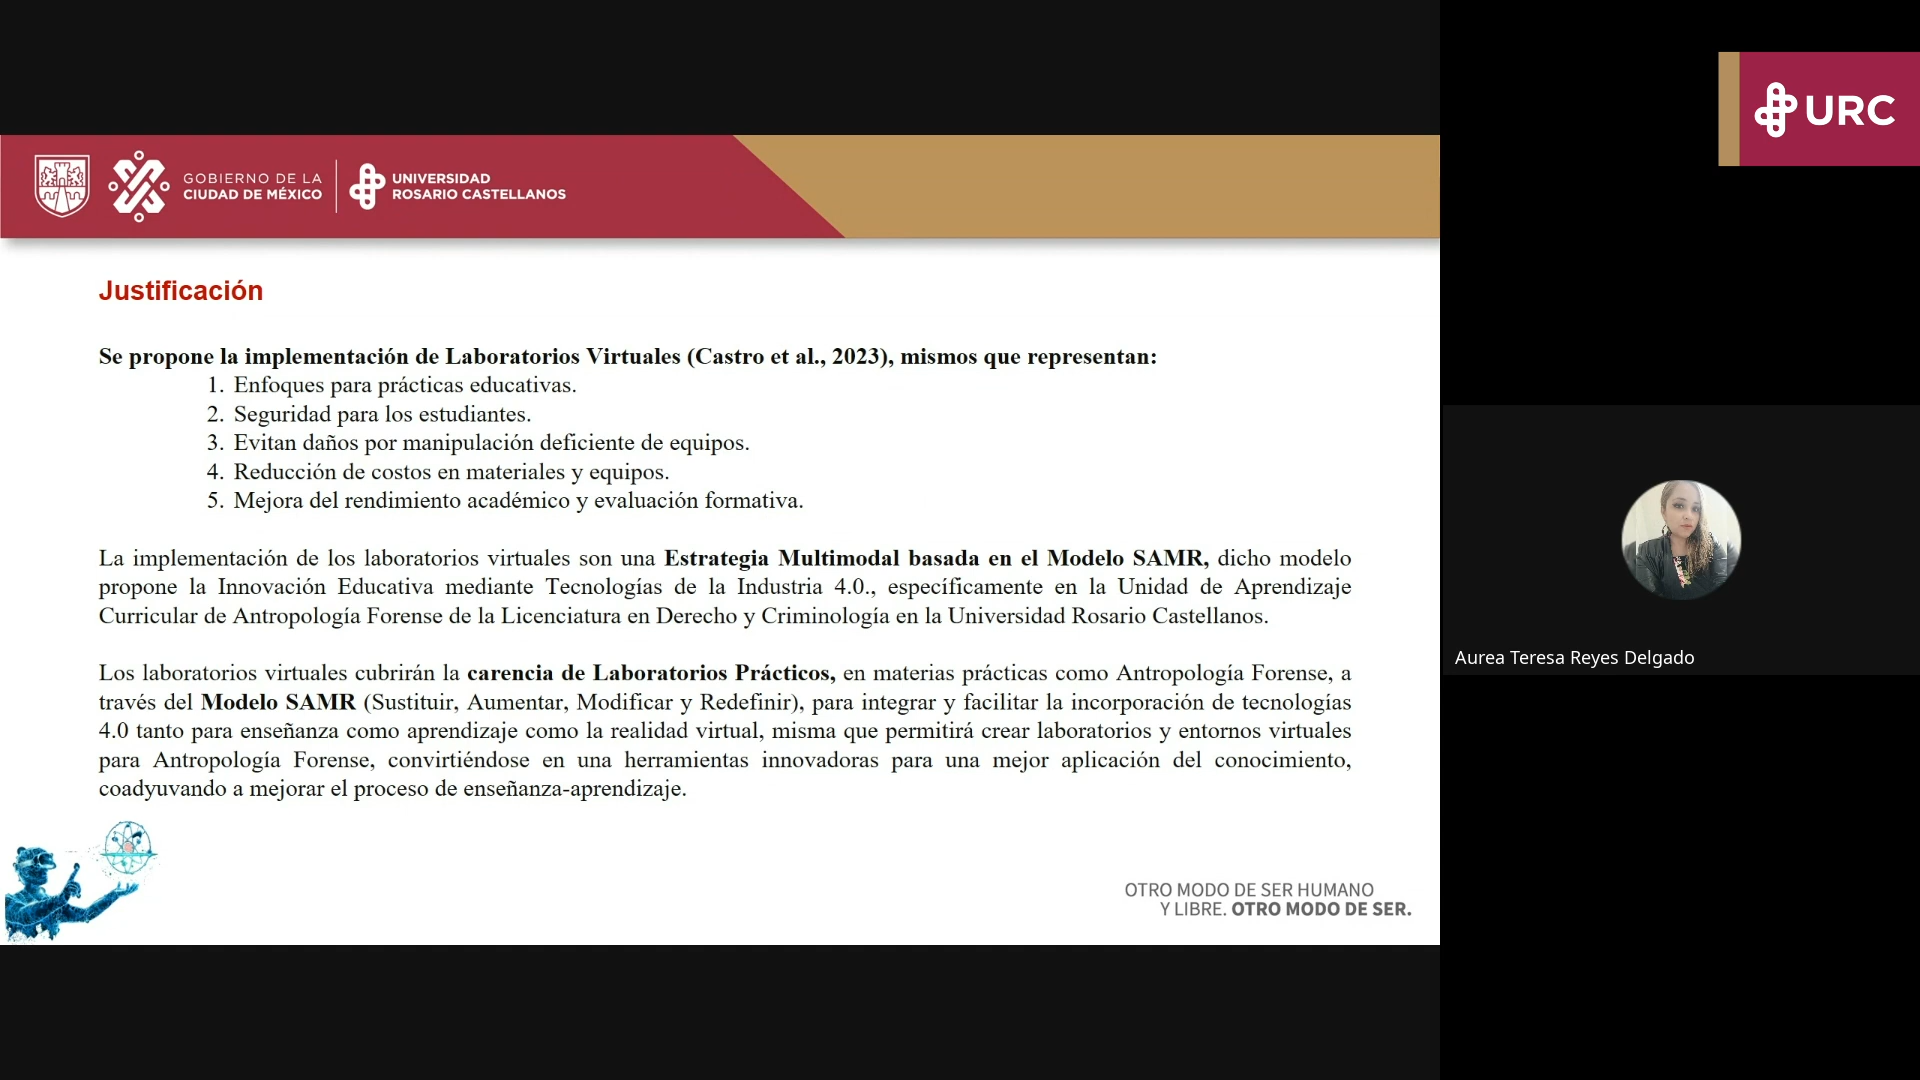 GOBIERNO DE LA
CIUDAD DE MÉXICO
UNIVERSIDAD
ROSARIO CASTELLANOS
URC
Justificación
Se propone la implementación de Laboratorios Virtuales (Castro et al., 2023), mismos que representan:
1. Enfoques para prácticas educativas.
2. Seguridad para los estudiantes.
3. Evitan daños por manipulación deficiente de equipos.
4. Reducción de costos en materiales y equipos.
5. Mejora del rendimiento académico y evaluación formativa.
La implementación de los laboratorios virtuales son una Estrategia Multimodal basada en el Modelo SAMR, dicho modelo
propone la Innovación Educativa mediante Tecnologías de la Industria 4.0., específicamente en la Unidad de Aprendizaje
Curricular de Antropología Forense de la Licenciatura en Derecho y Criminología en la Universidad Rosario Castellanos.
Los laboratorios virtuales cubrirán la carencia de Laboratorios Prácticos, en materias prácticas como Antropología Forense, a
través del Modelo SAMR (Sustituir, Aumentar, Modificar y Redefinir), para integrar y facilitar la incorporación de tecnologías
4.0 tanto para enseñanza como aprendizaje como la realidad virtual, misma que permitirá crear laboratorios y entornos virtuales
para Antropología Forense, convirtiéndose en una herramientas innovadoras para una mejor aplicación del conocimiento,
coadyuvando a mejorar el proceso de enseñanza-aprendizaje.
OTRO MODO DE SER HUMANO
Y LIBRE. OTRO MODO DE SER.
Aurea Teresa Reyes Delgado